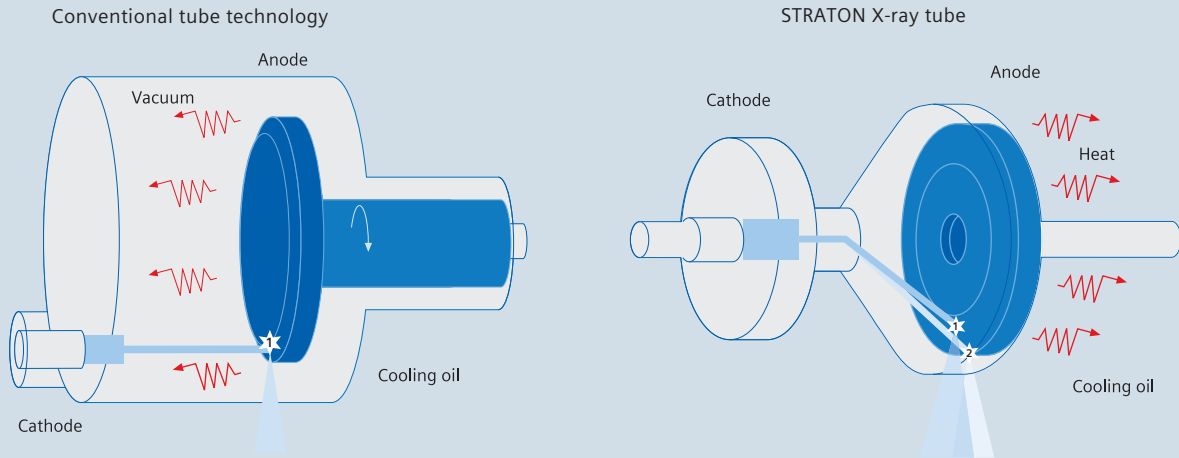 Conventional tube technology
Anode
Vacuum
1
Cooling oil
Cathode
STRATON X-ray tube
Anode
Cathode
Heat
1
2
Cooling oil